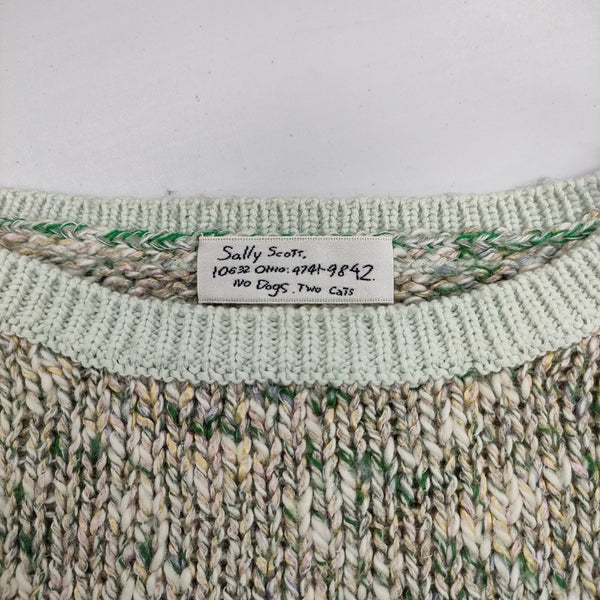 Sally Scott.
10632 Ohio: 4741-9842.
No Dogs. Two Cats